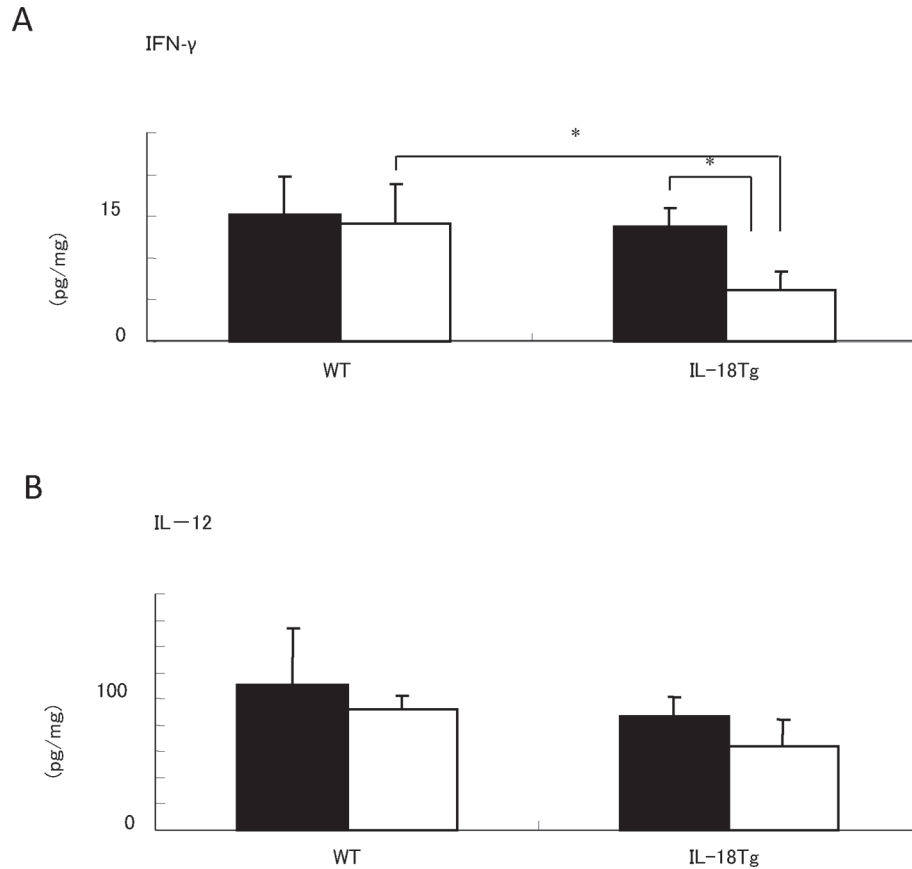 A
IFN-γ
*
*
15
(pg/mg)
0
WT IL-18Tg
B
IL－12
100
(pg/mg)
0
WT IL-18Tg